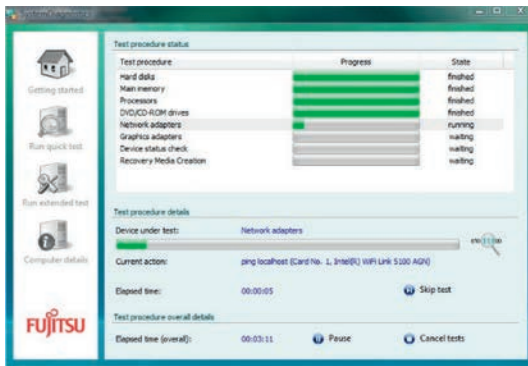 SystemDiagnostics
Getting started
Run quick test
Run extended test
Computer details
FUJITSU
Test procedure status
Test procedure Progress State
Hard disks finished
Main memory finished
Processors finished
DVD/CD-ROM drives finished
Network adapters running
Graphics adapters waiting
Device status check waiting
Recovery Media Creation waiting
Test procedure details
Device under test: Network adapters
Current action: ping localhost (Card No. 1, Intel(R) WiFi Link 5100 AGN)
Elapsed time: 00:00:05 Skip test
Test procedure overall details
Elapsed time (overall): 00:03:11 Pause Cancel tests